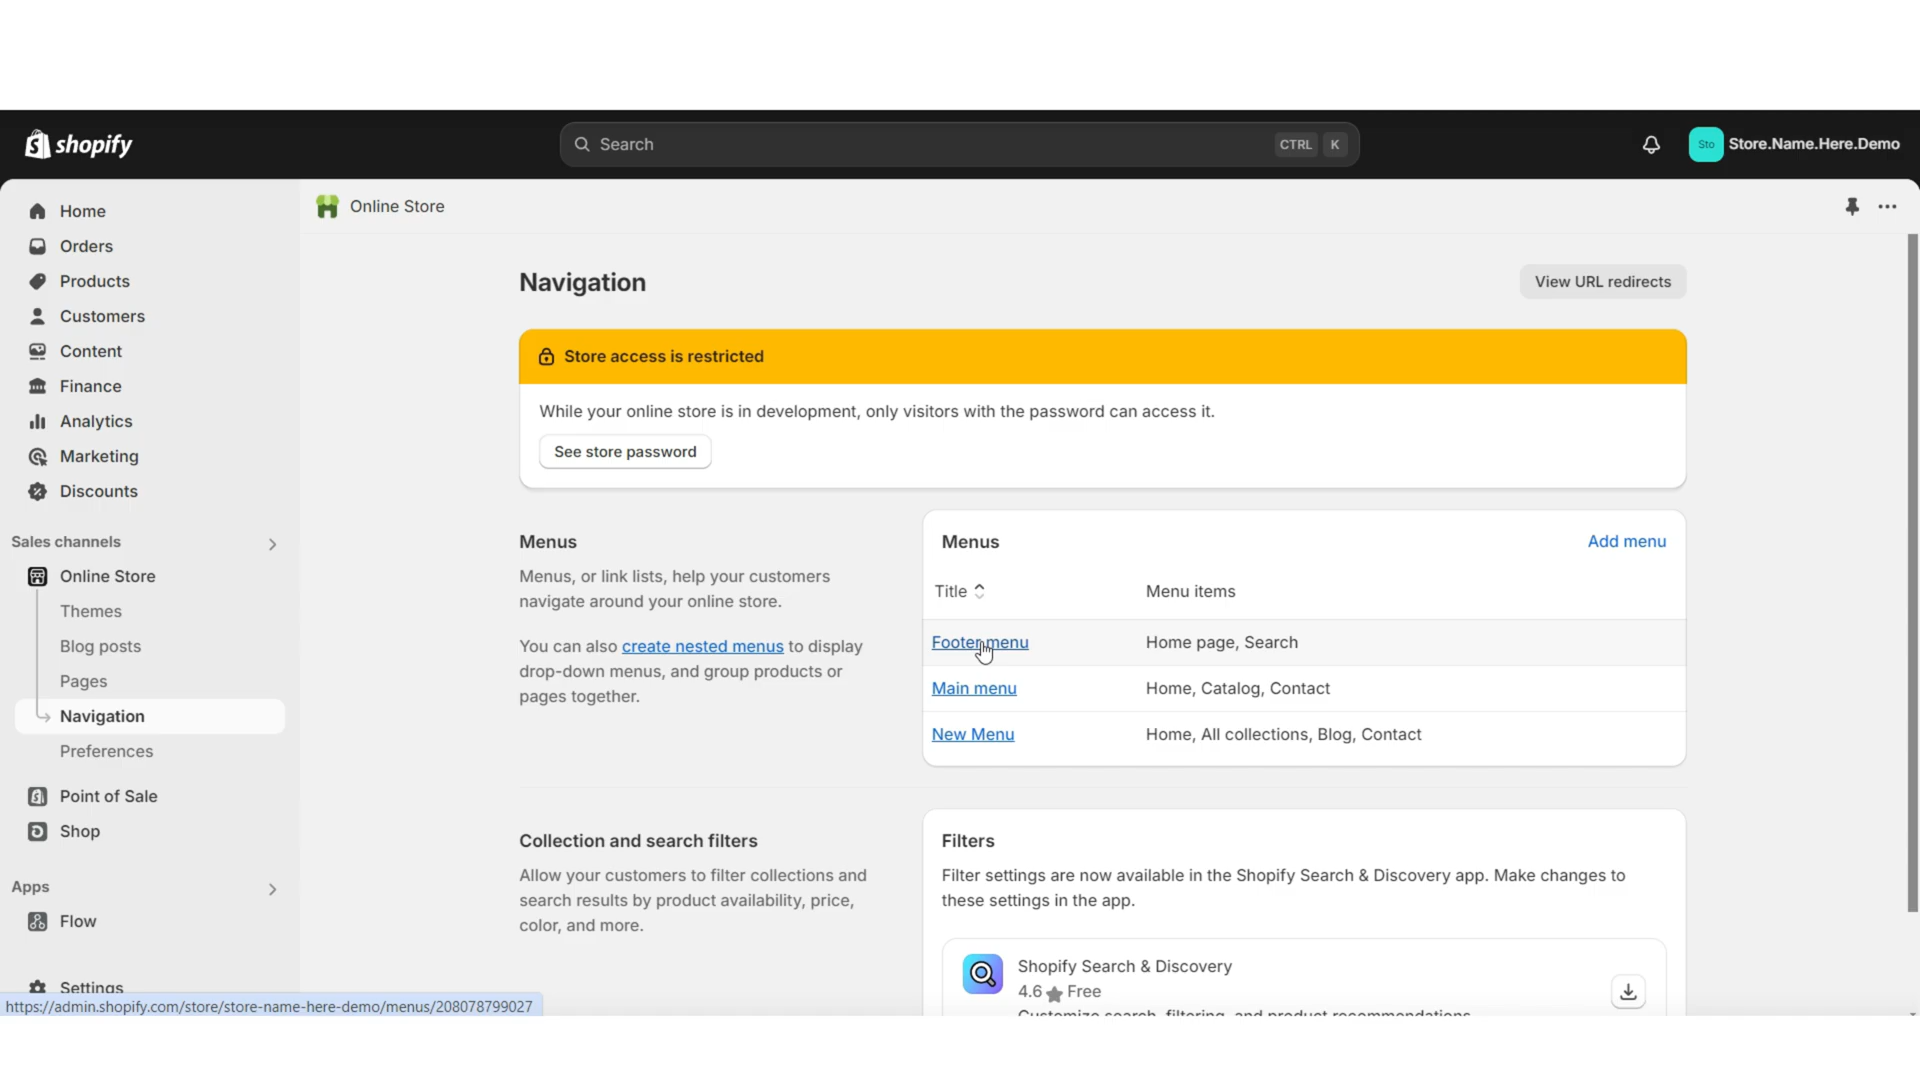 shopify
Search
CTRL K
Sto
Store.Name.Here.Demo
Home
Orders
Products
Customers
Content
Finance
Analytics
Marketing
Discounts
Sales channels
Online Store
Themes
Blog posts
Pages
Navigation
Preferences
Point of Sale
Shop
Apps
Flow
Settings
https://admin.shopify.com/store/store-name-here-demo/menus/208078799027
Online Store
Navigation
View URL redirects
Store access is restricted
While your online store is in development, only visitors with the password can access it.
See store password
Menus
Menus, or link lists, help your customers
navigate around your online store.
You can also create nested menus to display
drop-down menus, and group products or
pages together.
Menus
Add menu
Title
Menu items
Footer menu
Home page, Search
Main menu
Home, Catalog, Contact
New Menu
Home, All collections, Blog, Contact
Collection and search filters
Allow your customers to filter collections and
search results by product availability, price,
color, and more.
Filters
Filter settings are now available in the Shopify Search & Discovery app. Make changes to
these settings in the app.
Shopify Search & Discovery
4.6 ★ Free
Customize search, filtering, and product recommendations